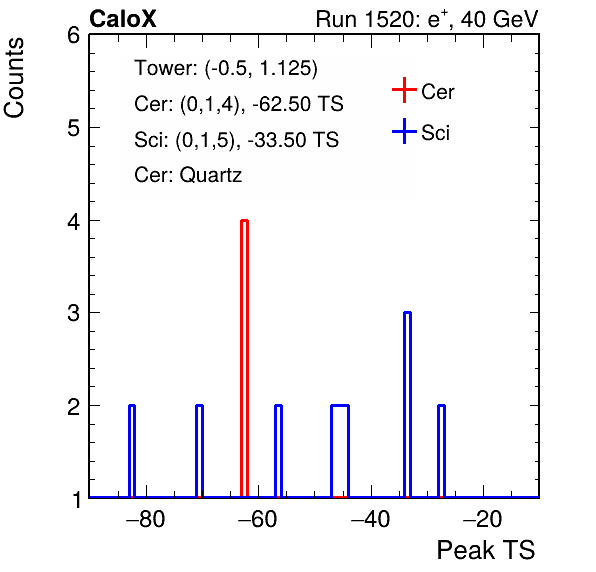 CaloX Run 1520: e⁺, 40 GeV
Counts
6
5
4
3
2
1
Tower: (-0.5, 1.125)
Cer: (0,1,4), -62.50 TS
Sci: (0,1,5), -33.50 TS
Cer: Quartz
Cer
Sci
−80 −60 −40 −20
Peak TS